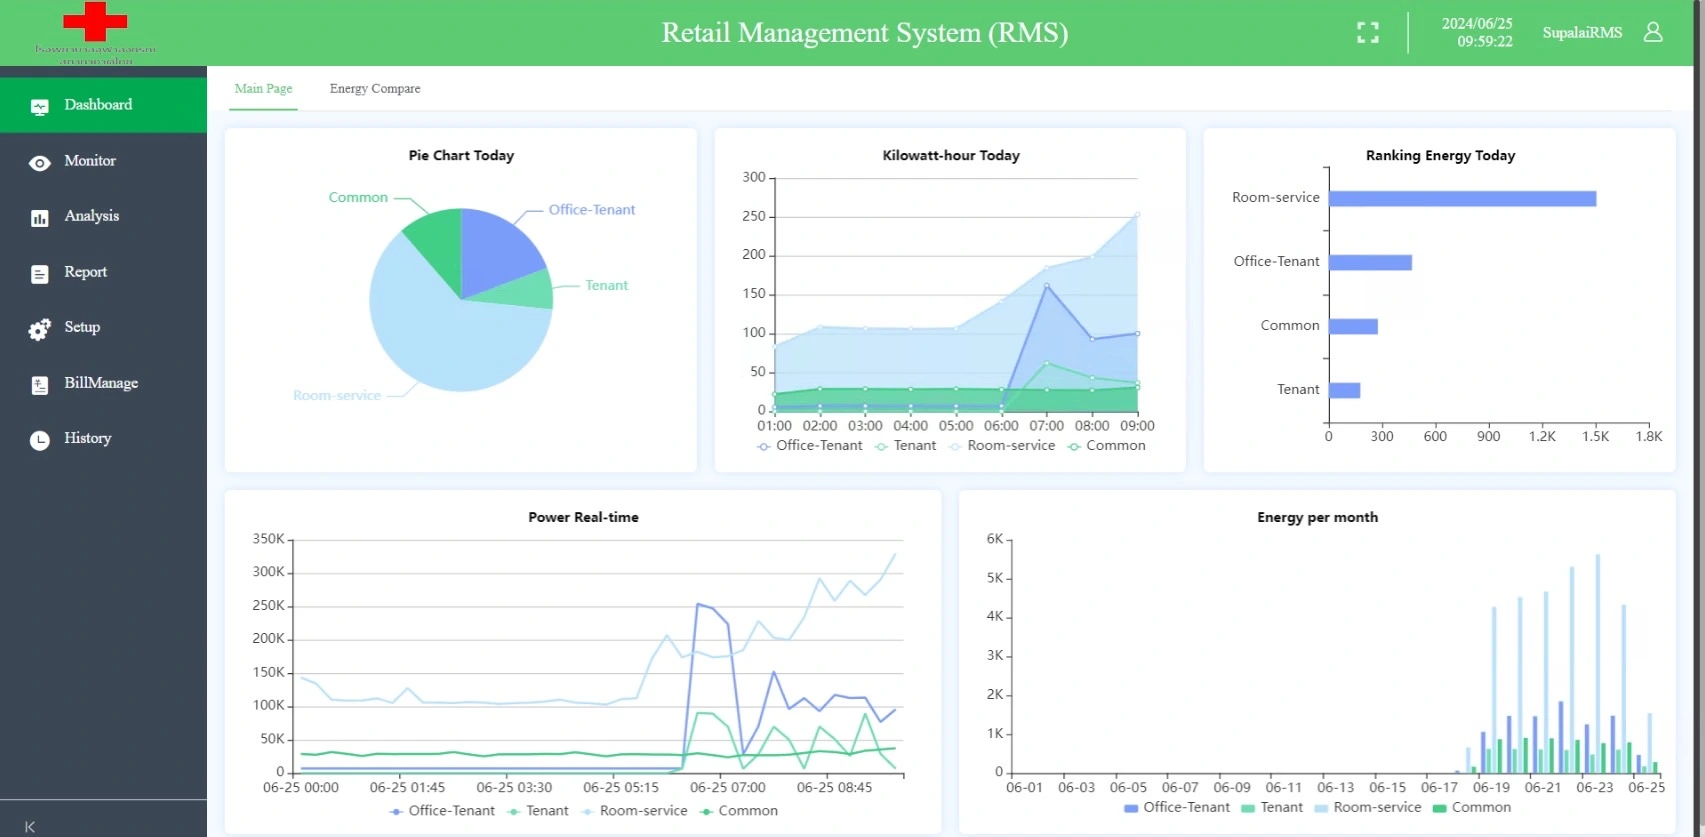 Retail Management System (RMS)
2024/06/25
09:59:22
SupalaiRMS
Dashboard
Monitor
Analysis
Report
Setup
BillManage
History
Main Page
Energy Compare
Pie Chart Today
Common
Office-Tenant
Tenant
Room-service
Kilowatt-hour Today
300
250
200
150
100
50
0
01:00 02:00 03:00 04:00 05:00 06:00 07:00 08:00 09:00
Office-Tenant Tenant Room-service Common
Ranking Energy Today
Room-service
Office-Tenant
Common
Tenant
0 300 600 900 1.2K 1.5K 1.8K
Power Real-time
350K
300K
250K
200K
150K
100K
50K
0
06-25 00:00 06-25 01:45 06-25 03:30 06-25 05:15 06-25 07:00 06-25 08:45
Office-Tenant Tenant Room-service Common
Energy per month
6K
5K
4K
3K
2K
1K
0
06-01 06-03 06-05 06-07 06-09 06-11 06-13 06-15 06-17 06-19 06-21 06-23 06-25
Office-Tenant Tenant Room-service Common